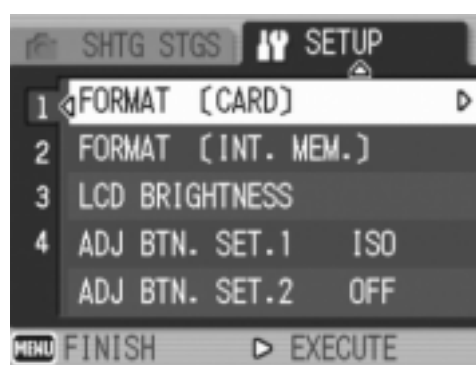 SHTG STGS SETUP
1 FORMAT [CARD]
2 FORMAT [INT. MEM.]
3 LCD BRIGHTNESS
4 ADJ BTN. SET.1 ISO
ADJ BTN. SET.2 OFF
MENU FINISH EXECUTE